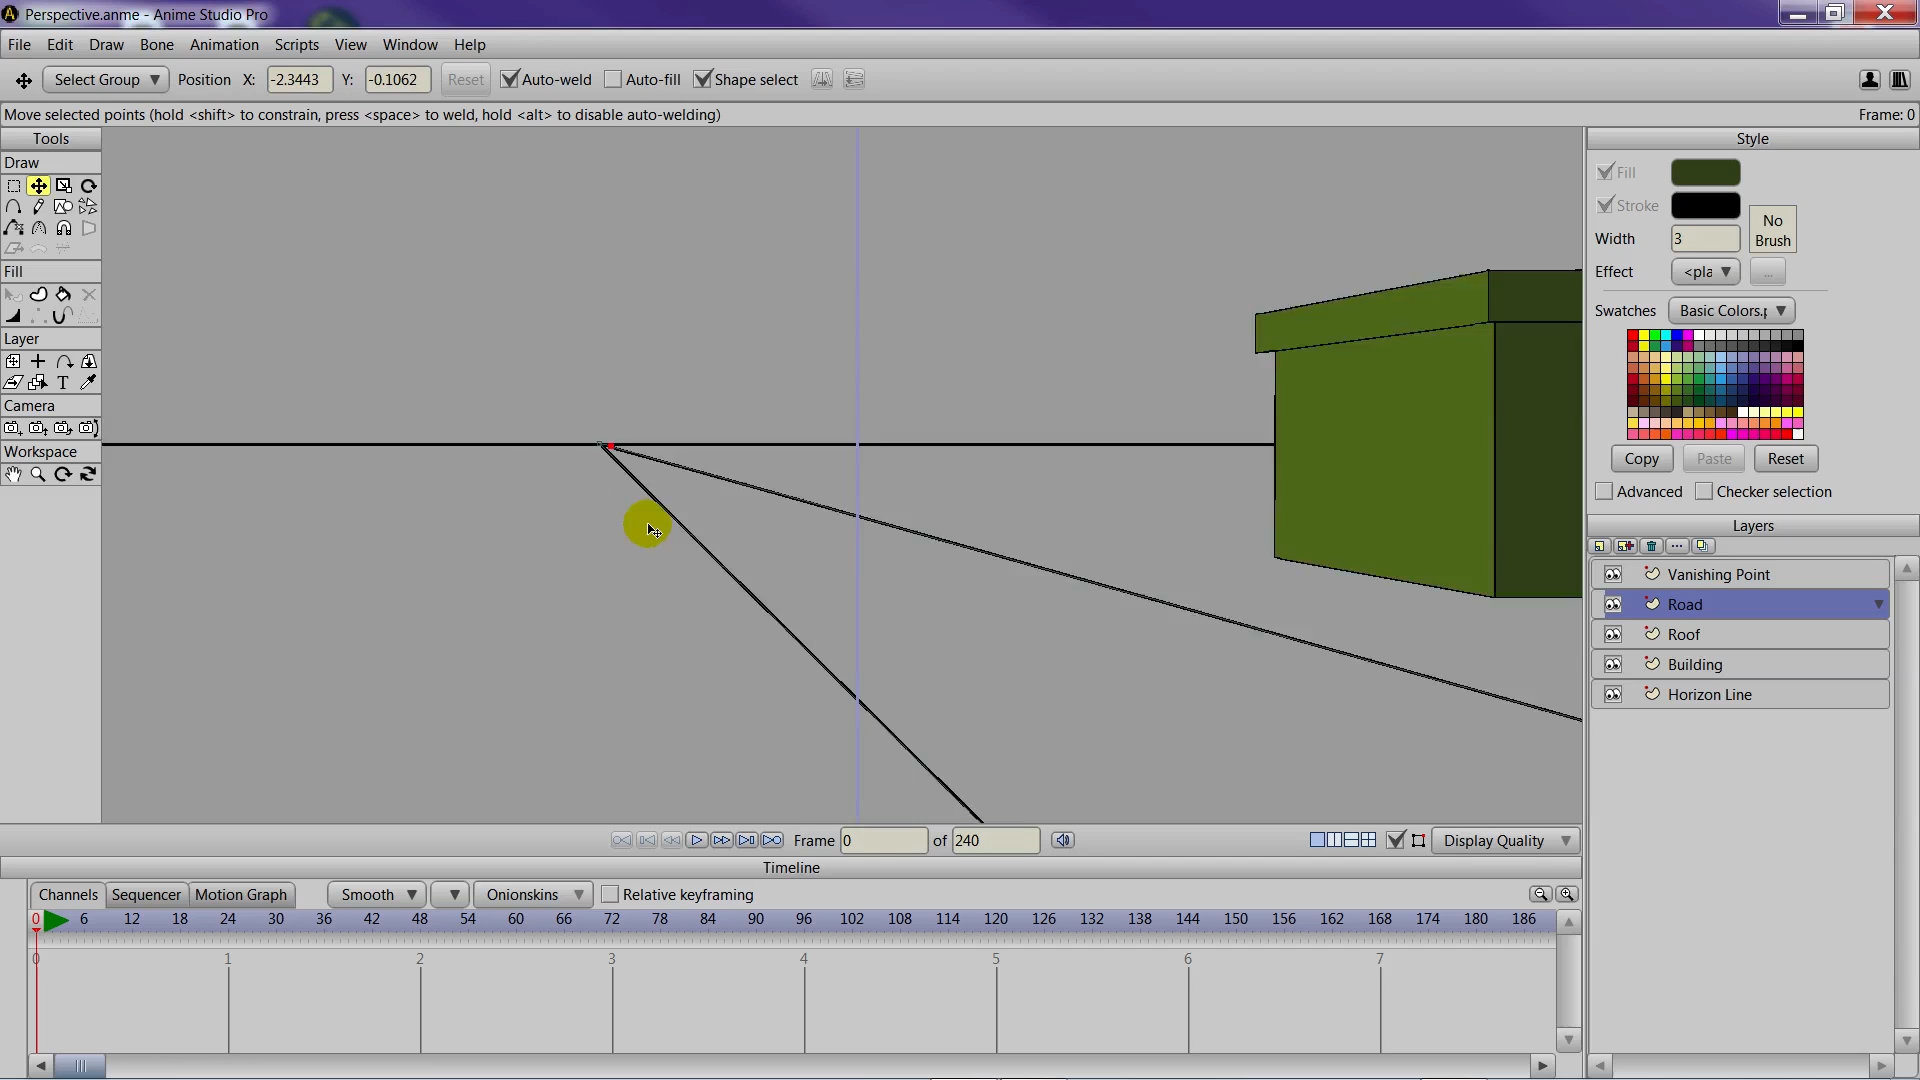 Perspective.anme - Anime Studio Pro
File Edit Draw Bone Animation Scripts View Window Help
Select Group Position X: -2.3443 Y: -0.1062 Reset Auto-weld Auto-fill Shape select
Move selected points (hold <shift> to constrain, press <space> to weld, hold <alt> to disable auto-welding) Frame: 0
Tools
Draw
Fill
Layer
Camera
Workspace
Style
Fill
Stroke
No Brush
Width 3
Effect <pla ...
Swatches Basic Colors.p
Copy Paste Reset
Advanced Checker selection
Layers
Vanishing Point
Road
Roof
Building
Horizon Line
Frame 0 of 240 Display Quality
Timeline
Channels Sequencer Motion Graph Smooth Onionskins Relative keyframing
0 6 12 18 24 30 36 42 48 54 60 66 72 78 84 90 96 102 108 114 120 126 132 138 144 150 156 162 168 174 180 186
0 1 2 3 4 5 6 7